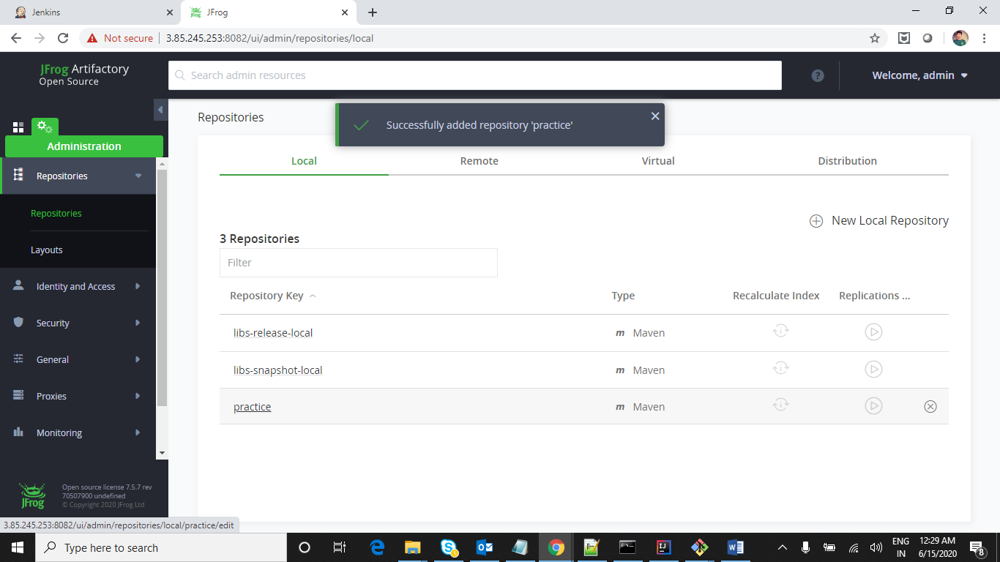 Jenkins
JFrog
Not secure
3.85.245.253:8082/ui/admin/repositories/local
JFrog Artifactory
Open Source
Search admin resources
?
Welcome, admin
Repositories
Successfully added repository 'practice'
Administration
Repositories
Repositories
Layouts
Identity and Access
Security
General
Proxies
Monitoring
Local
Remote
Virtual
Distribution
New Local Repository
3 Repositories
Filter
Repository Key
Type
Recalculate Index
Replications ...
libs-release-local
m Maven
libs-snapshot-local
m Maven
practice
m Maven
JFrog
Open source license 7.5.7 rev
70507900 undefined
© Copyright 2020 JFrog Ltd
3.85.245.253:8082/ui/admin/repositories/local/practice/edit
Type here to search
ENG
IN
12:29 AM
6/15/2020
8